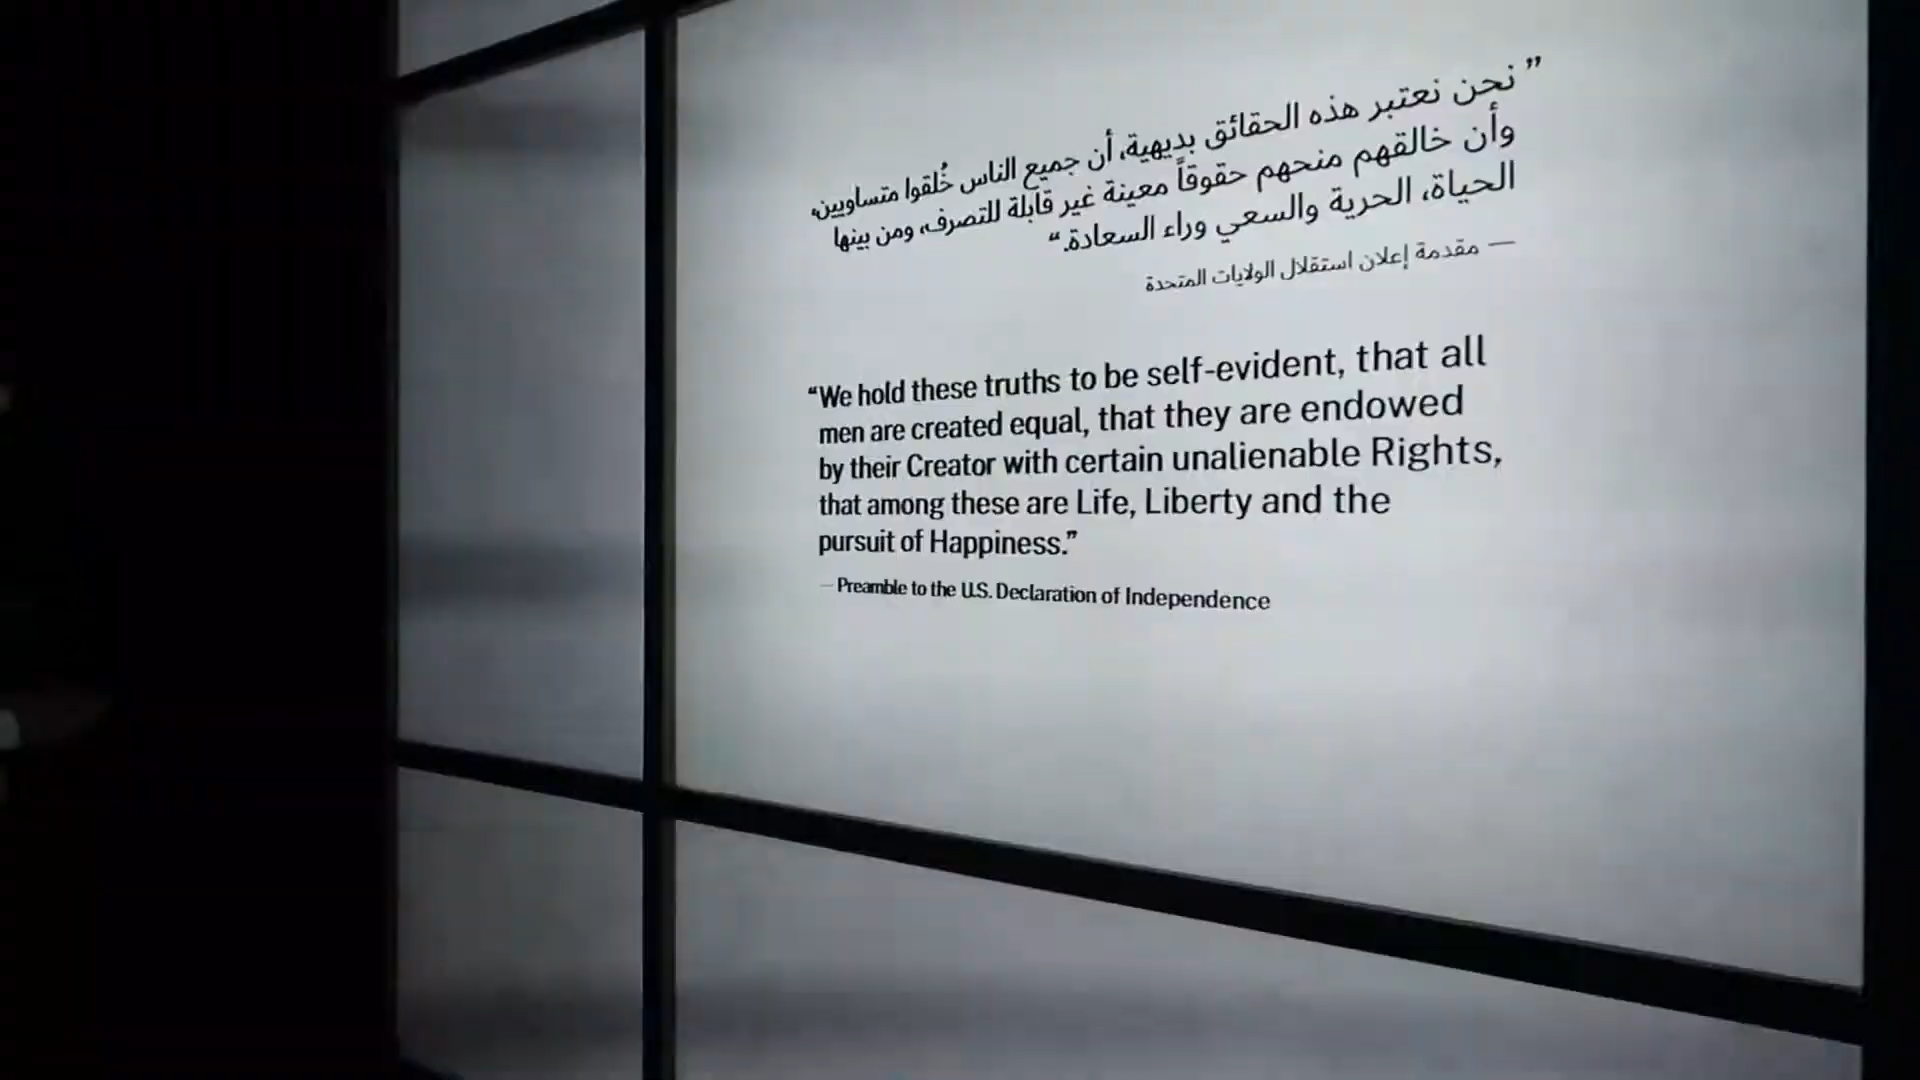 ” نحن نعتبر هذه الحقائق بديهية، أن جميع الناس خُلقوا متساويين،
وأن خالقهم منحهم حقوقاً معينة غير قابلة للتصرف، ومن بينها
الحياة، الحرية والسعي وراء السعادة.“
— مقدمة إعلان استقلال الولايات المتحدة
“We hold these truths to be self-evident, that all
men are created equal, that they are endowed
by their Creator with certain unalienable Rights,
that among these are Life, Liberty and the
pursuit of Happiness.”
— Preamble to the U.S. Declaration of Independence